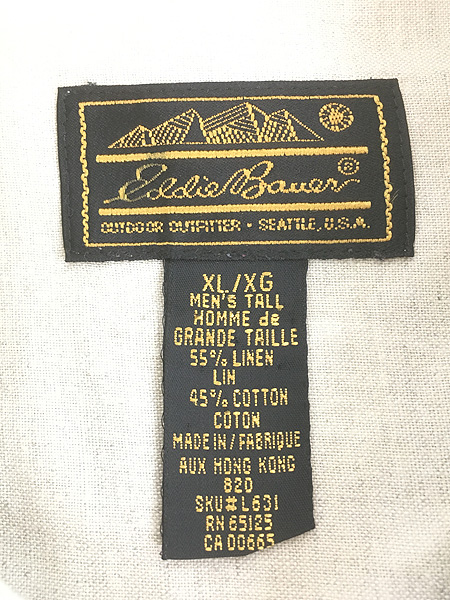 Eddie Bauer®
OUTDOOR OUTFITTER • SEATTLE, U.S.A.
XL/XG
MEN'S TALL
HOMME de
GRANDE TAILLE
55% LINEN
LIN
45% COTTON
COTON
MADE IN / FABRIQUE
AUX HONG KONG
820
SKU# L631
RN 65125
CA 00665